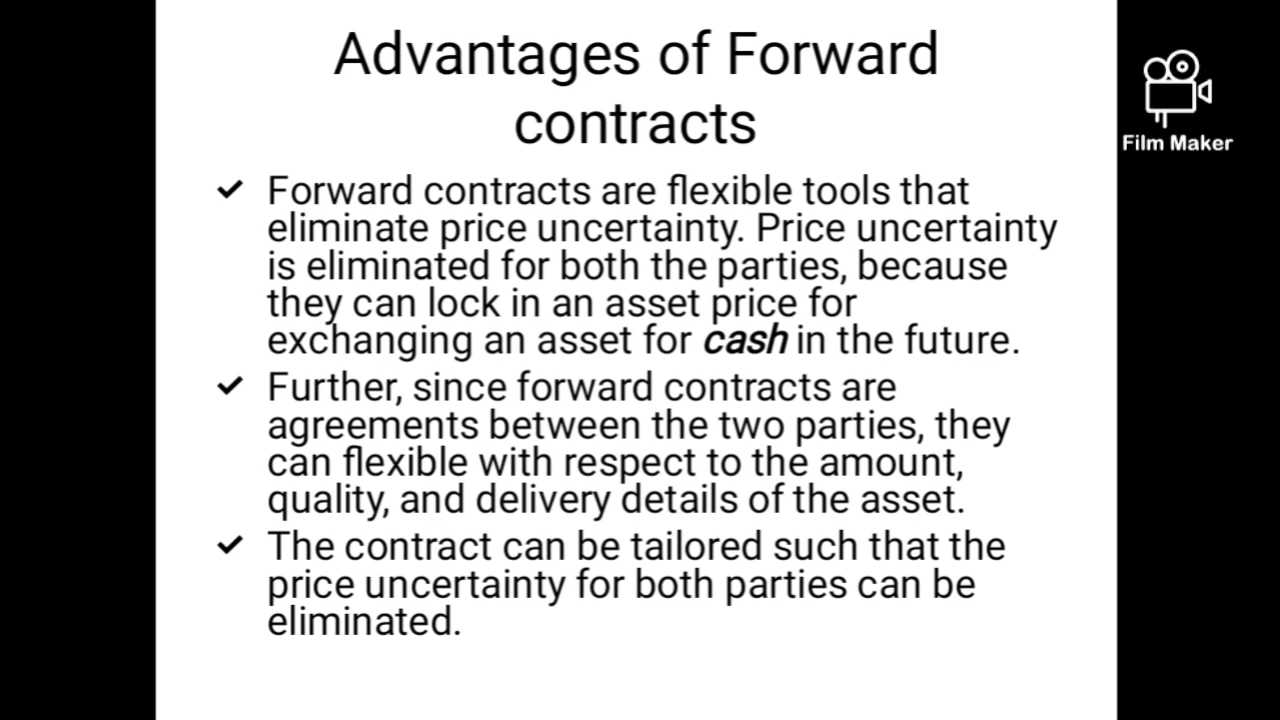 Advantages of Forward
contracts
Film Maker
Forward contracts are flexible tools that
eliminate price uncertainty. Price uncertainty
is eliminated for both the parties, because
they can lock in an asset price for
exchanging an asset for cash in the future.
Further, since forward contracts are
agreements between the two parties, they
can flexible with respect to the amount,
quality, and delivery details of the asset.
The contract can be tailored such that the
price uncertainty for both parties can be
eliminated.